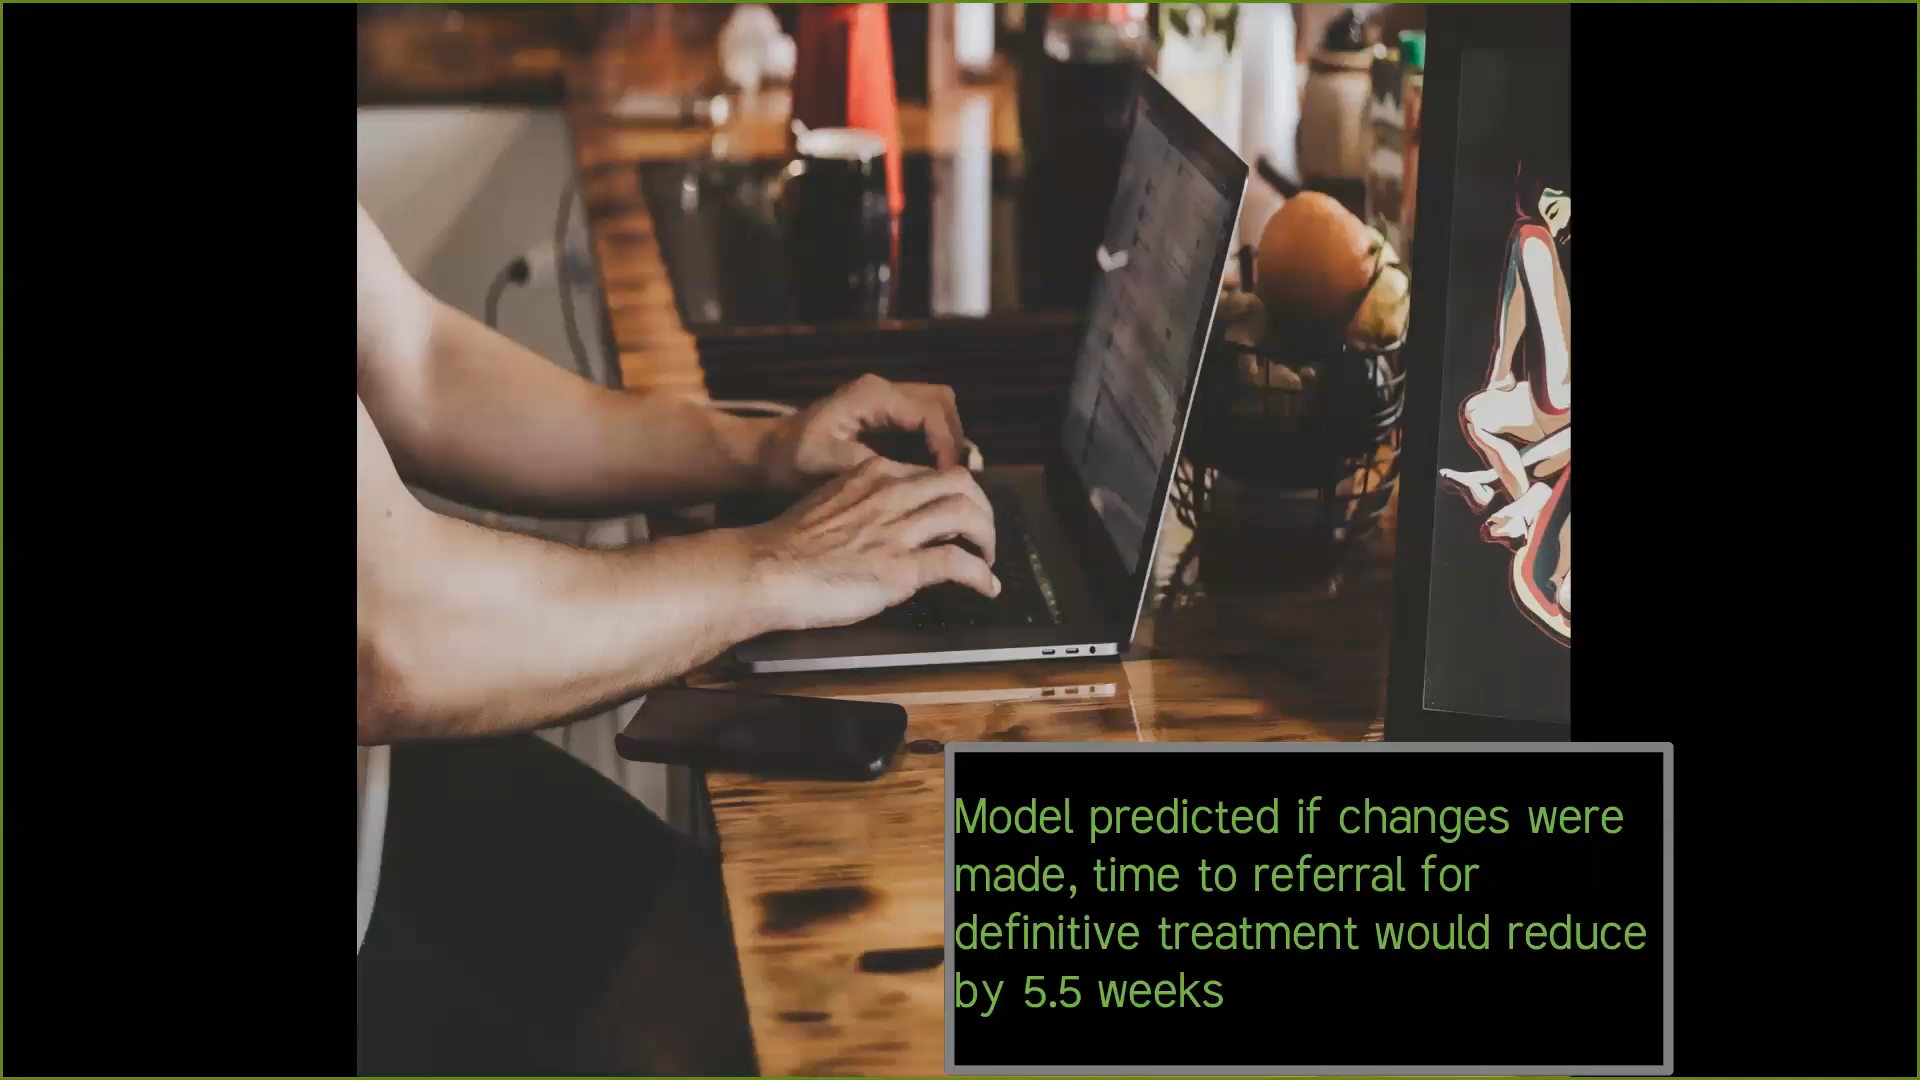 Model predicted if changes were
made, time to referral for
definitive treatment would reduce
by 5.5 weeks